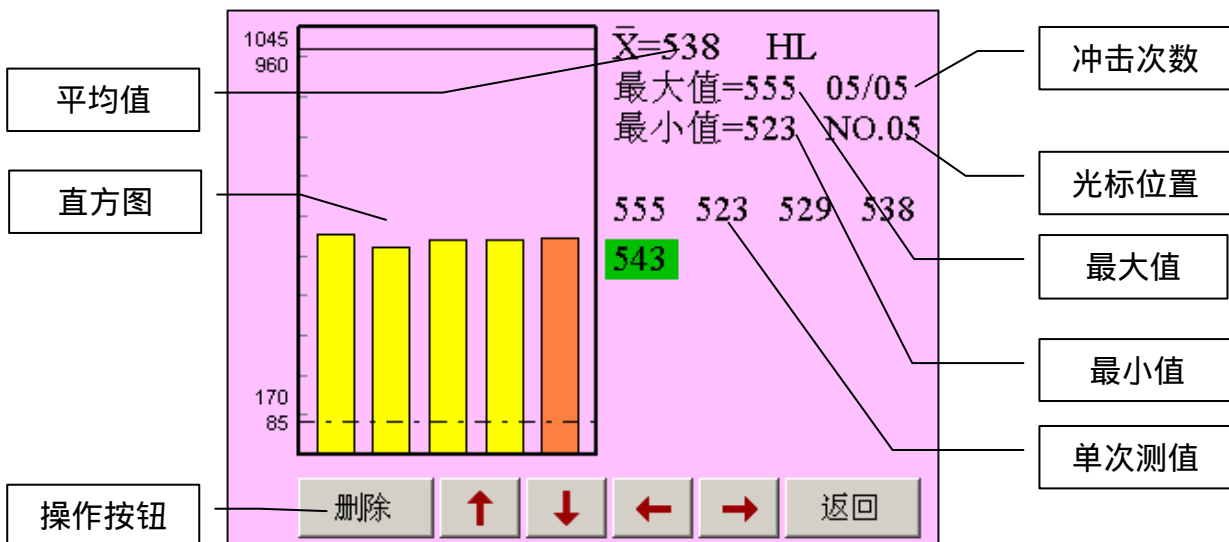 1045
960
170
85
X̄=538 HL
最大值=555 05/05
最小值=523 NO.05
555 523 529 538
543
删除 ↑ ↓ ← → 返回
平均值
直方图
操作按钮
冲击次数
光标位置
最大值
最小值
单次测值